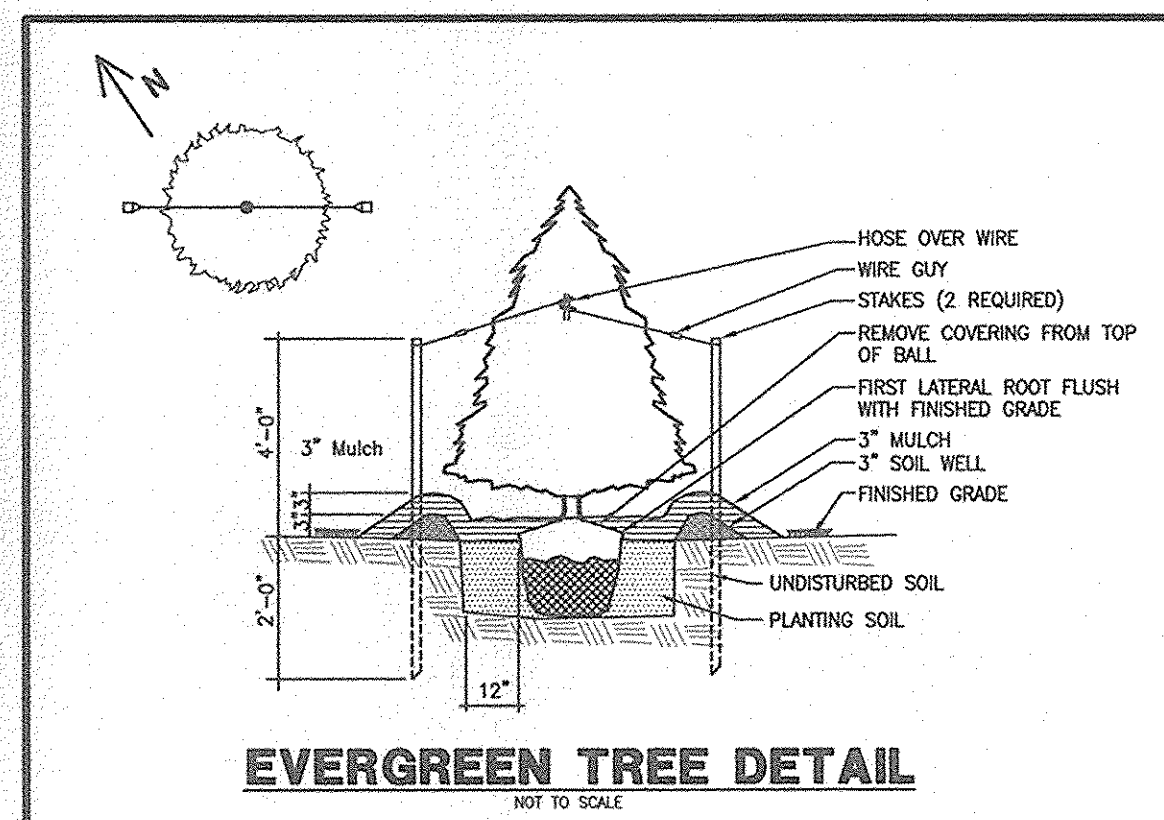 N
HOSE OVER WIRE
WIRE GUY
STAKES (2 REQUIRED)
REMOVE COVERING FROM TOP
OF BALL
FIRST LATERAL ROOT FLUSH
WITH FINISHED GRADE
3" MULCH
3" SOIL WELL
FINISHED GRADE
UNDISTURBED SOIL
PLANTING SOIL
4'-0"
3" Mulch
3"
3"
2'-0"
12"
EVERGREEN TREE DETAIL
NOT TO SCALE